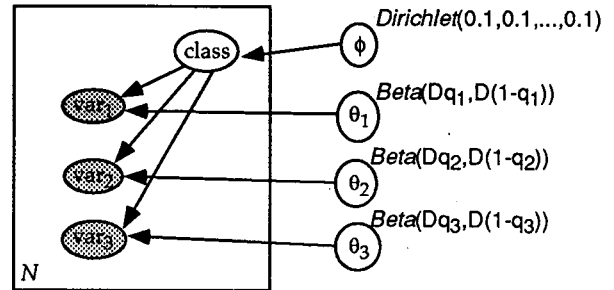 Dirichlet(0.1,0.1,...,0.1)
class
ϕ
var₁
Beta(Dq₁,D(1-q₁))
θ₁
var₂
Beta(Dq₂,D(1-q₂))
θ₂
var₃
Beta(Dq₃,D(1-q₃))
θ₃
N